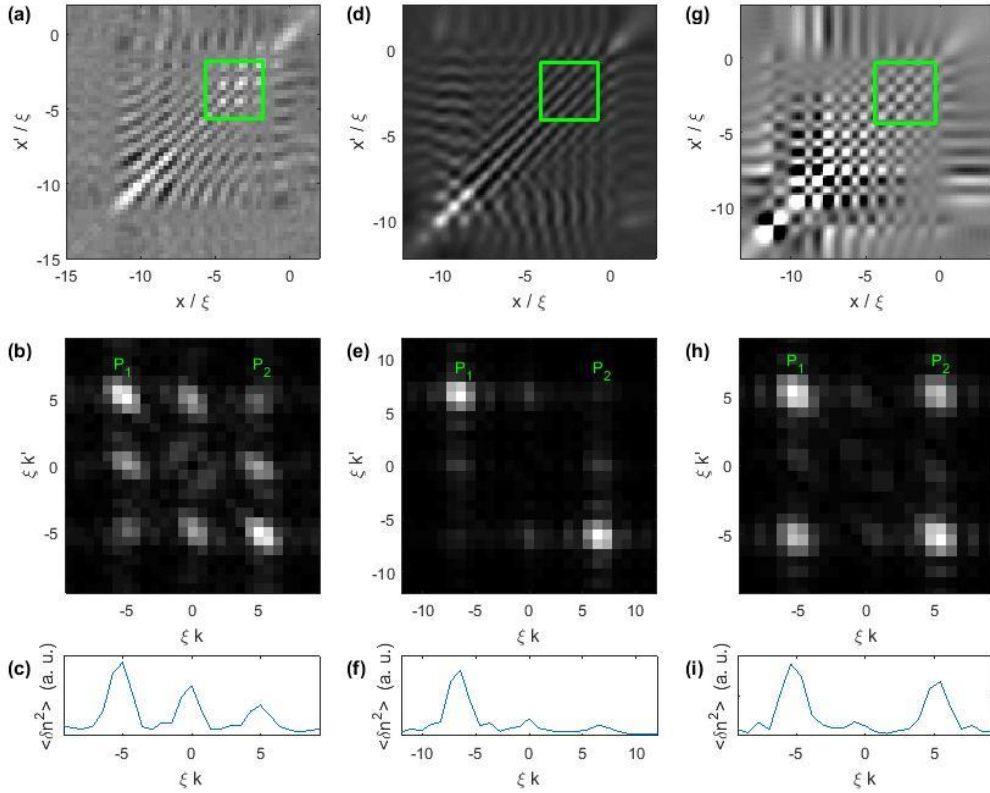 (a)
0
-5
-10
-15
x' / ξ
-15 -10 -5 0
x / ξ
(d)
0
-5
-10
x' / ξ
-10 -5 0
x / ξ
(g)
0
-5
-10
x' / ξ
-10 -5 0
x / ξ
(b)
P1 P2
5
0
-5
ξ k'
-5 0 5
ξ k
(e)
P1 P2
10
5
0
-5
-10
ξ k'
-10 -5 0 5 10
ξ k
(h)
P1 P2
5
0
-5
ξ k'
-5 0 5
ξ k
(c)
<δn²> (a. u.)
-5 0 5
ξ k
(f)
<δn²> (a. u.)
-10 -5 0 5 10
ξ k
(i)
<δn²> (a. u.)
-5 0 5
ξ k